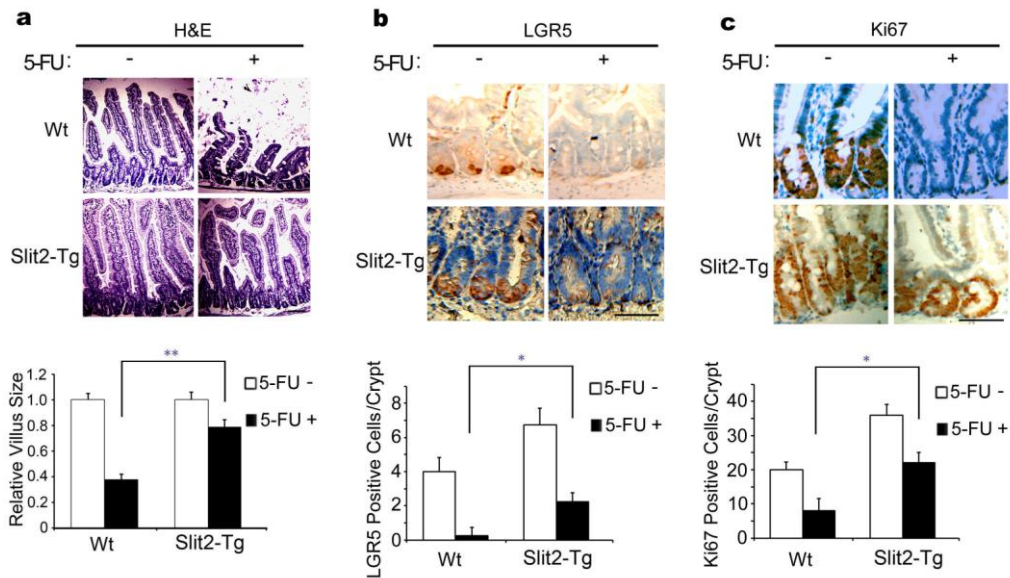 a
H&E
5-FU: - +
Wt
Slit2-Tg
Relative Villus Size
1.2
1.0
0.8
0.6
0.4
0.2
0
**
5-FU -
5-FU +
Wt Slit2-Tg
b
LGR5
5-FU: - +
Wt
Slit2-Tg
LGR5 Positive Cells/Crypt
8
6
4
2
0
*
5-FU -
5-FU +
Wt Slit2-Tg
c
Ki67
5-FU: - +
Wt
Slit2-Tg
Ki67 Positive Cells/Crypt
40
30
20
10
0
*
5-FU -
5-FU +
Wt Slit2-Tg